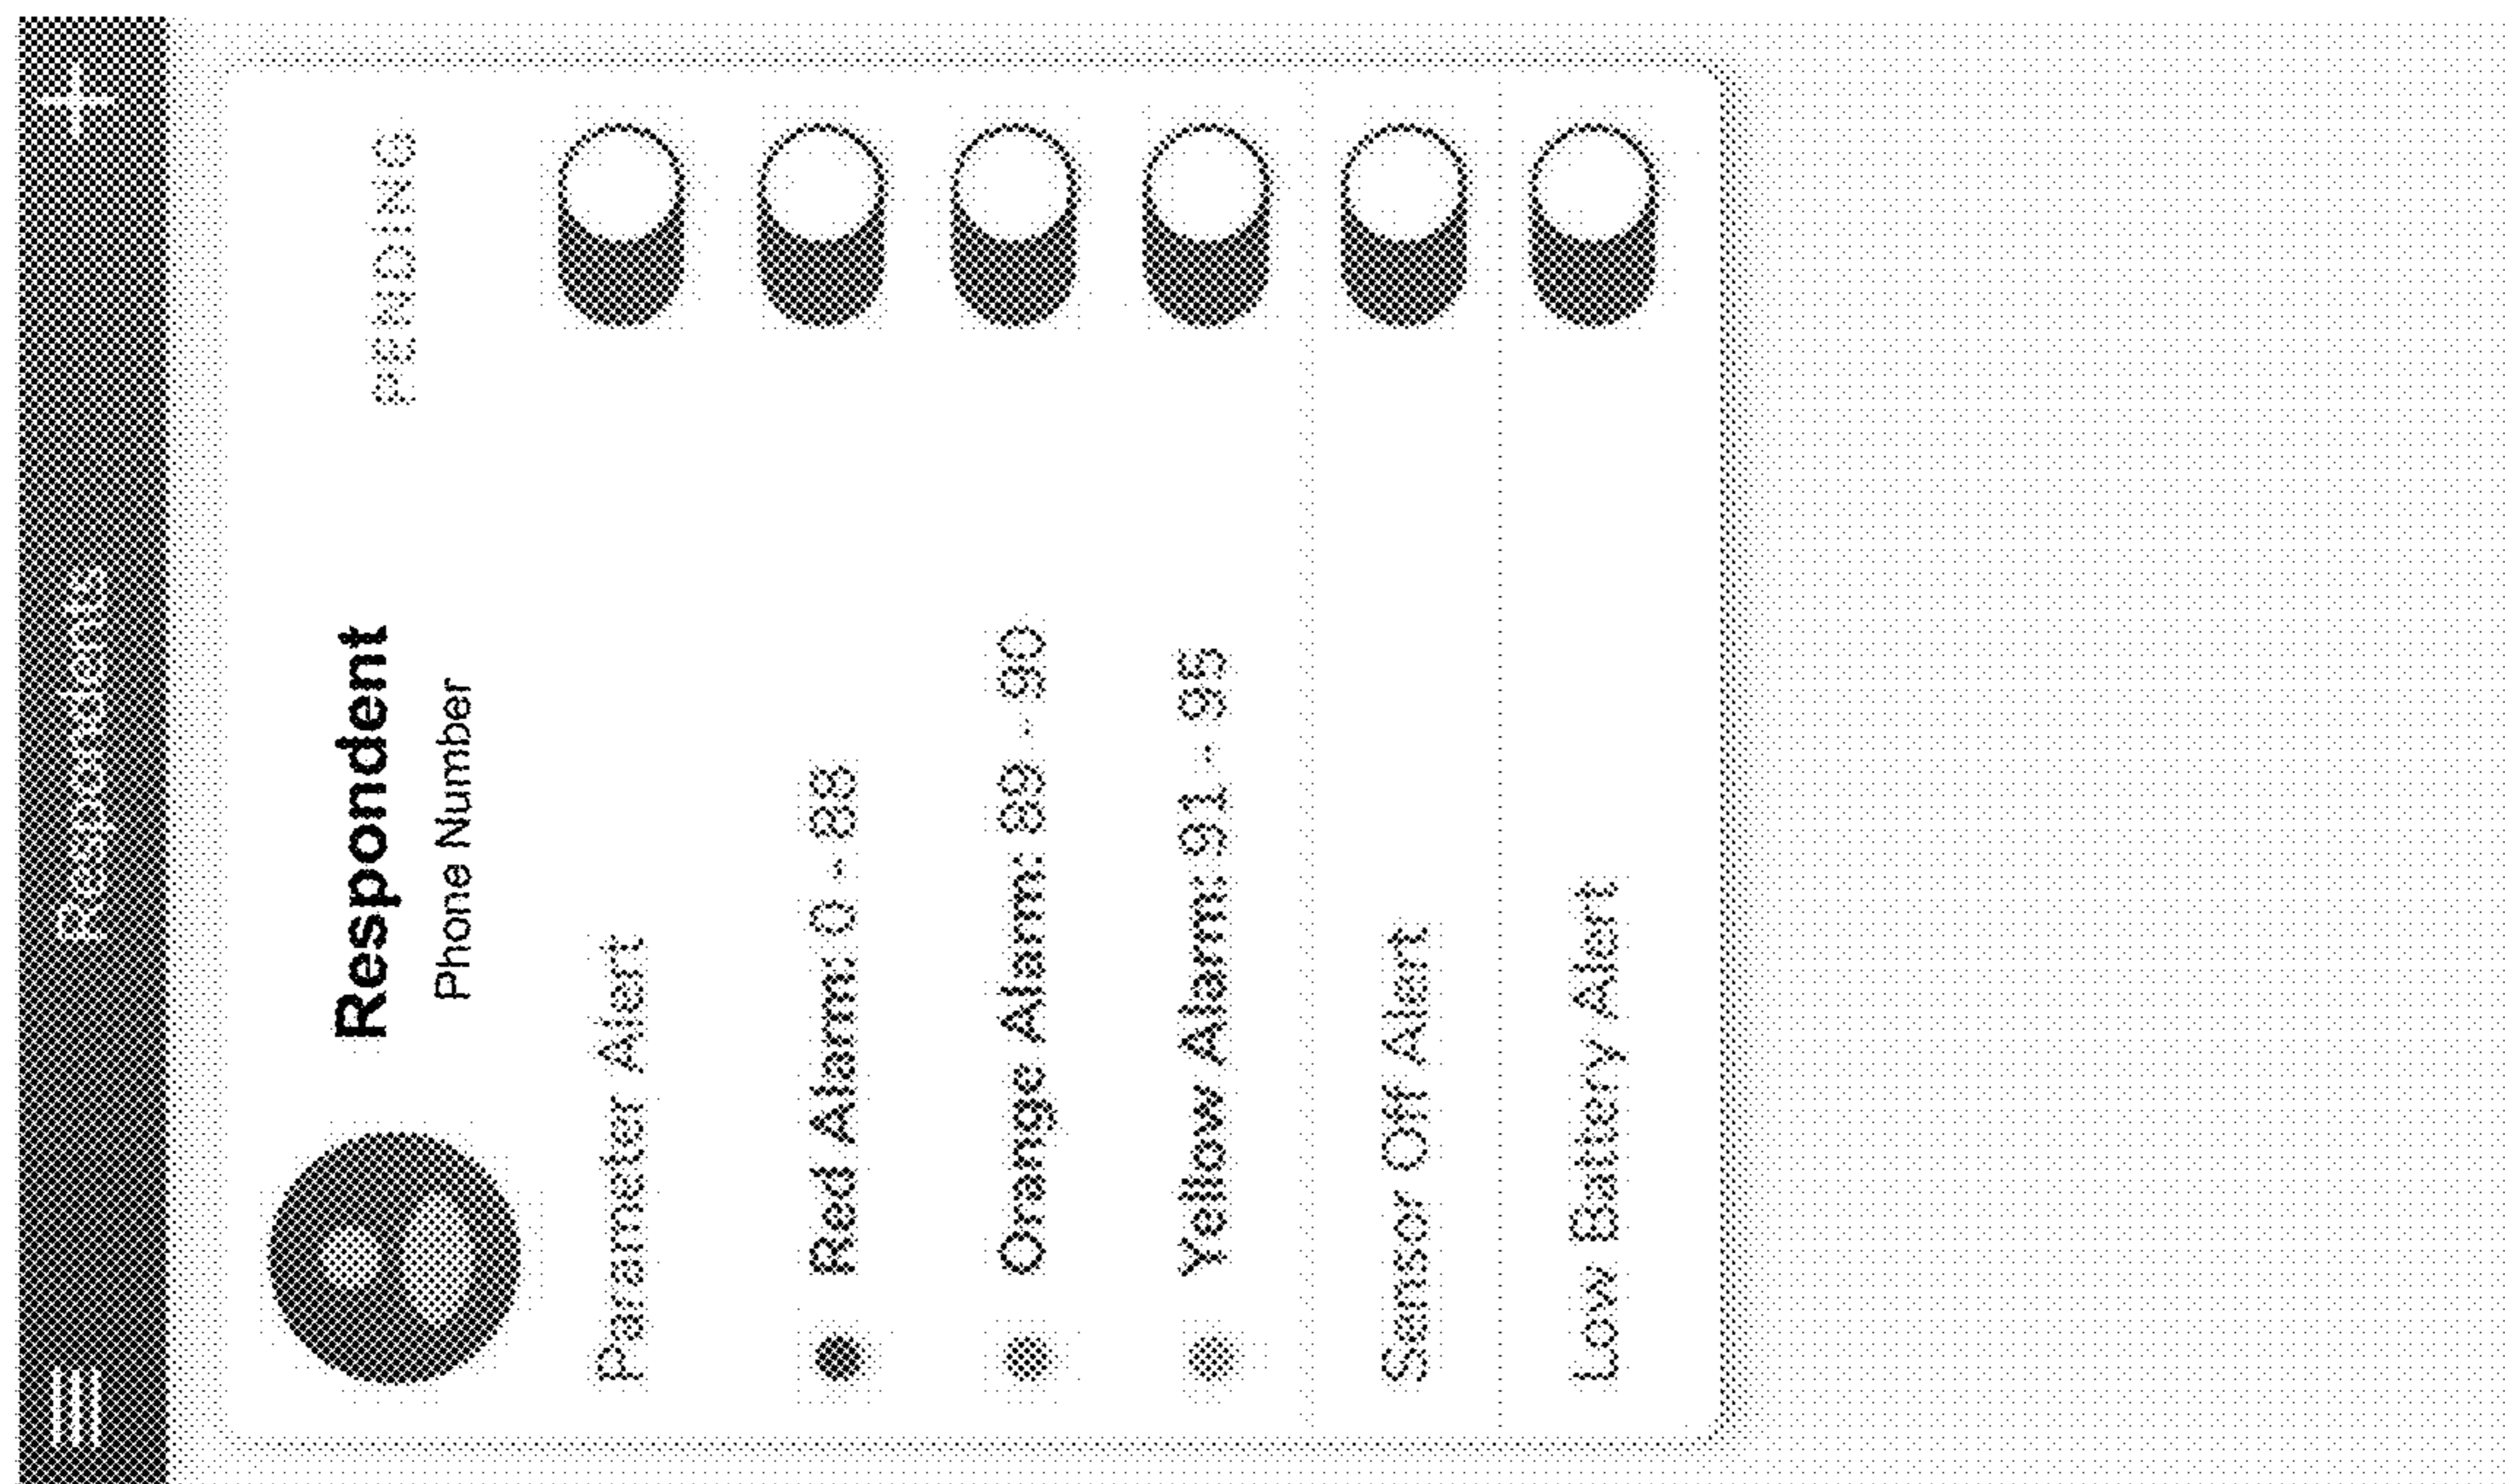 Respondents
Respondent
PENDING
Phone Number
Parameter Alert
Red Alarm: 0 - 88
Orange Alarm: 89 - 90
Yellow Alarm: 91 - 95
Sensor Off Alert
Low Battery Alert